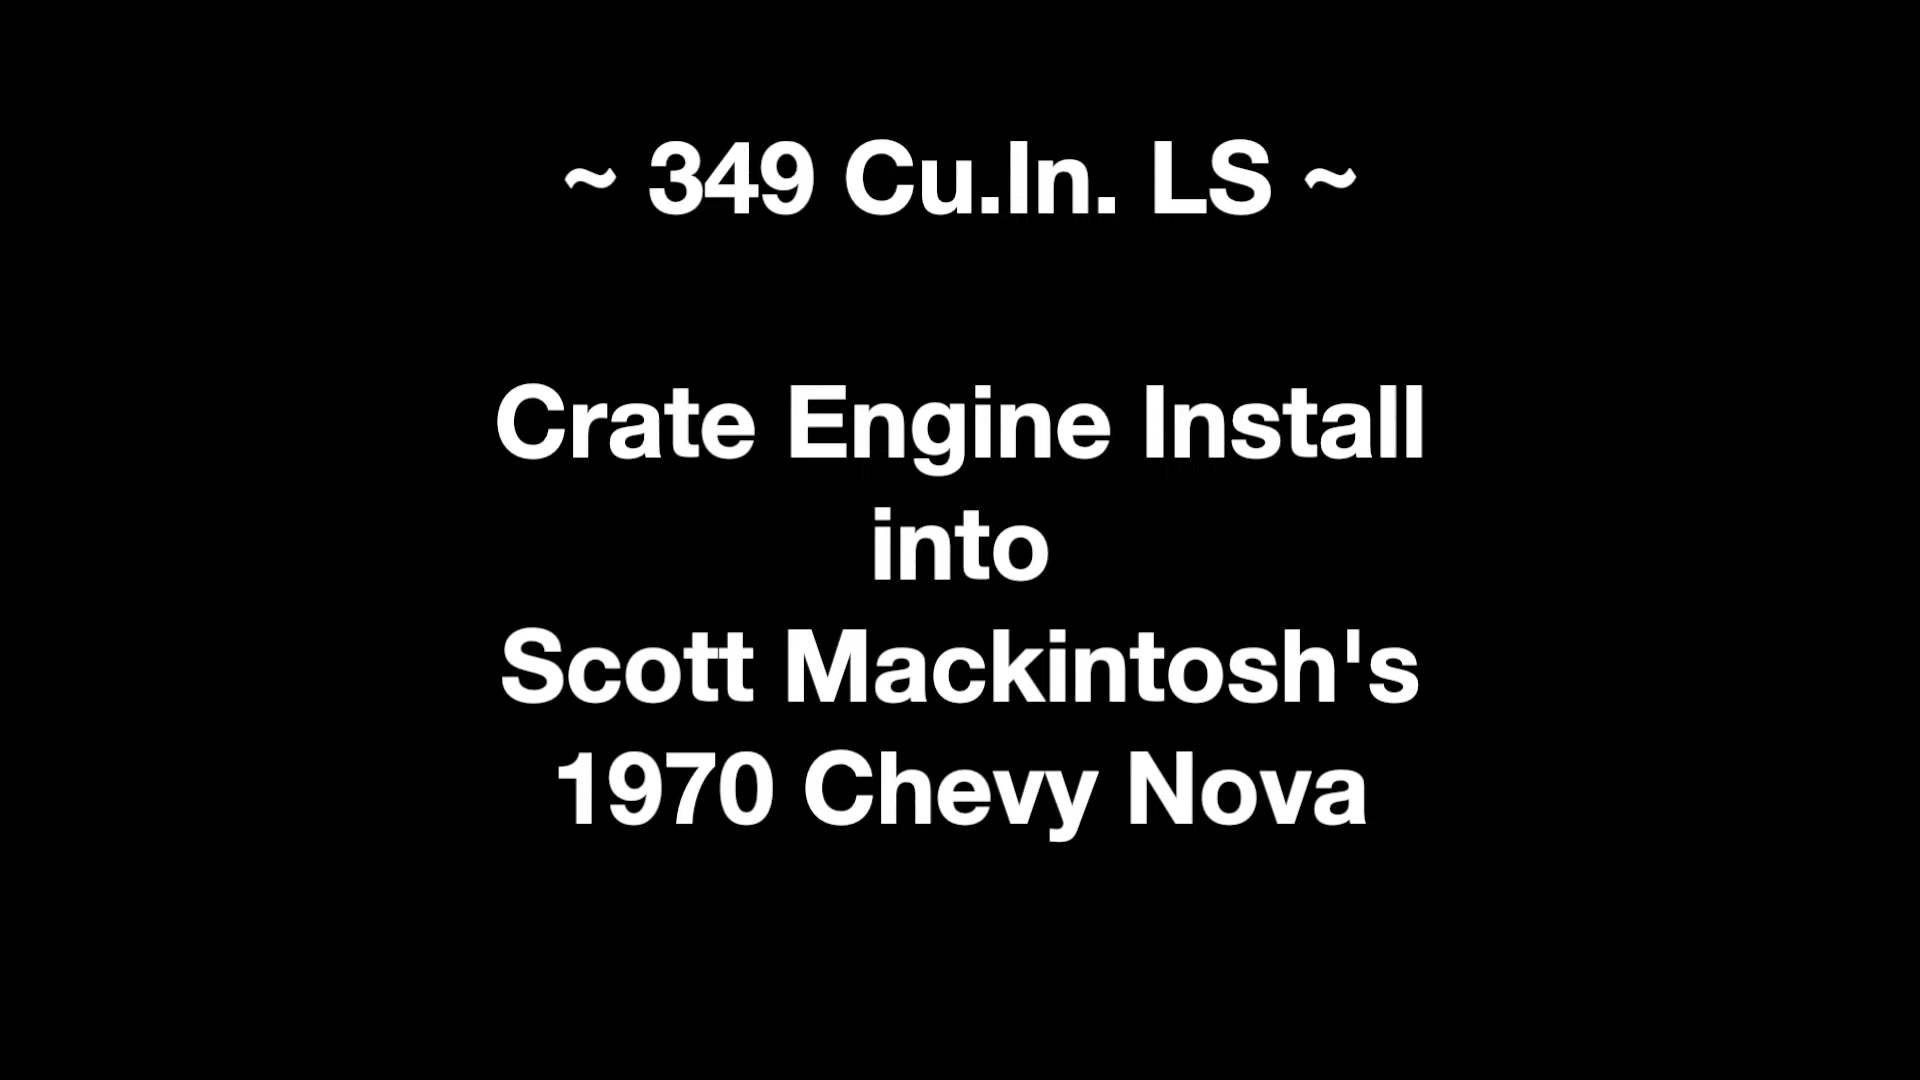 ~ 349 Cu.In. LS ~
Crate Engine Install
into
Scott Mackintosh's
1970 Chevy Nova